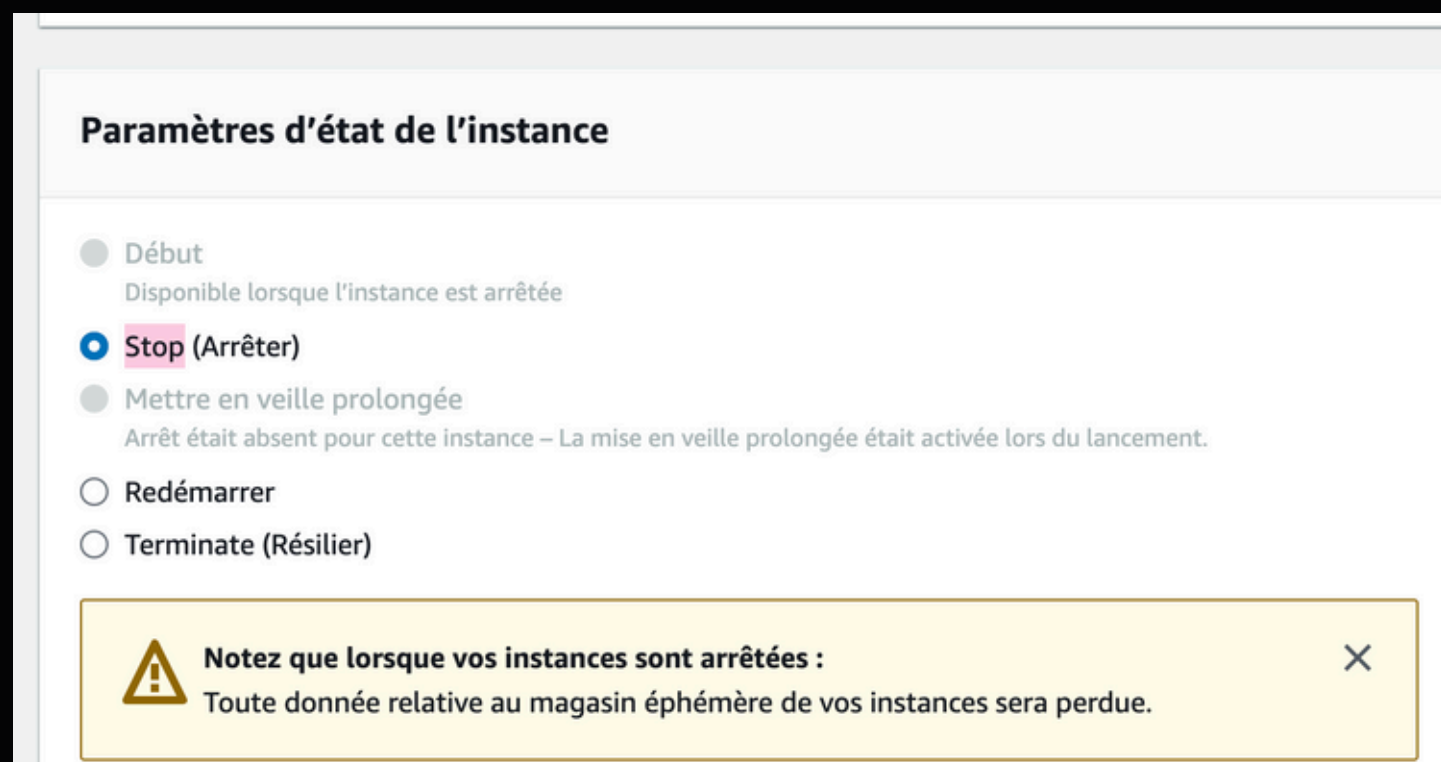 Paramètres d’état de l’instance
Début
Disponible lorsque l’instance est arrêtée
Stop (Arrêter)
Mettre en veille prolongée
Arrêt était absent pour cette instance – La mise en veille prolongée était activée lors du lancement.
Redémarrer
Terminate (Résilier)
Notez que lorsque vos instances sont arrêtées :
Toute donnée relative au magasin éphémère de vos instances sera perdue.